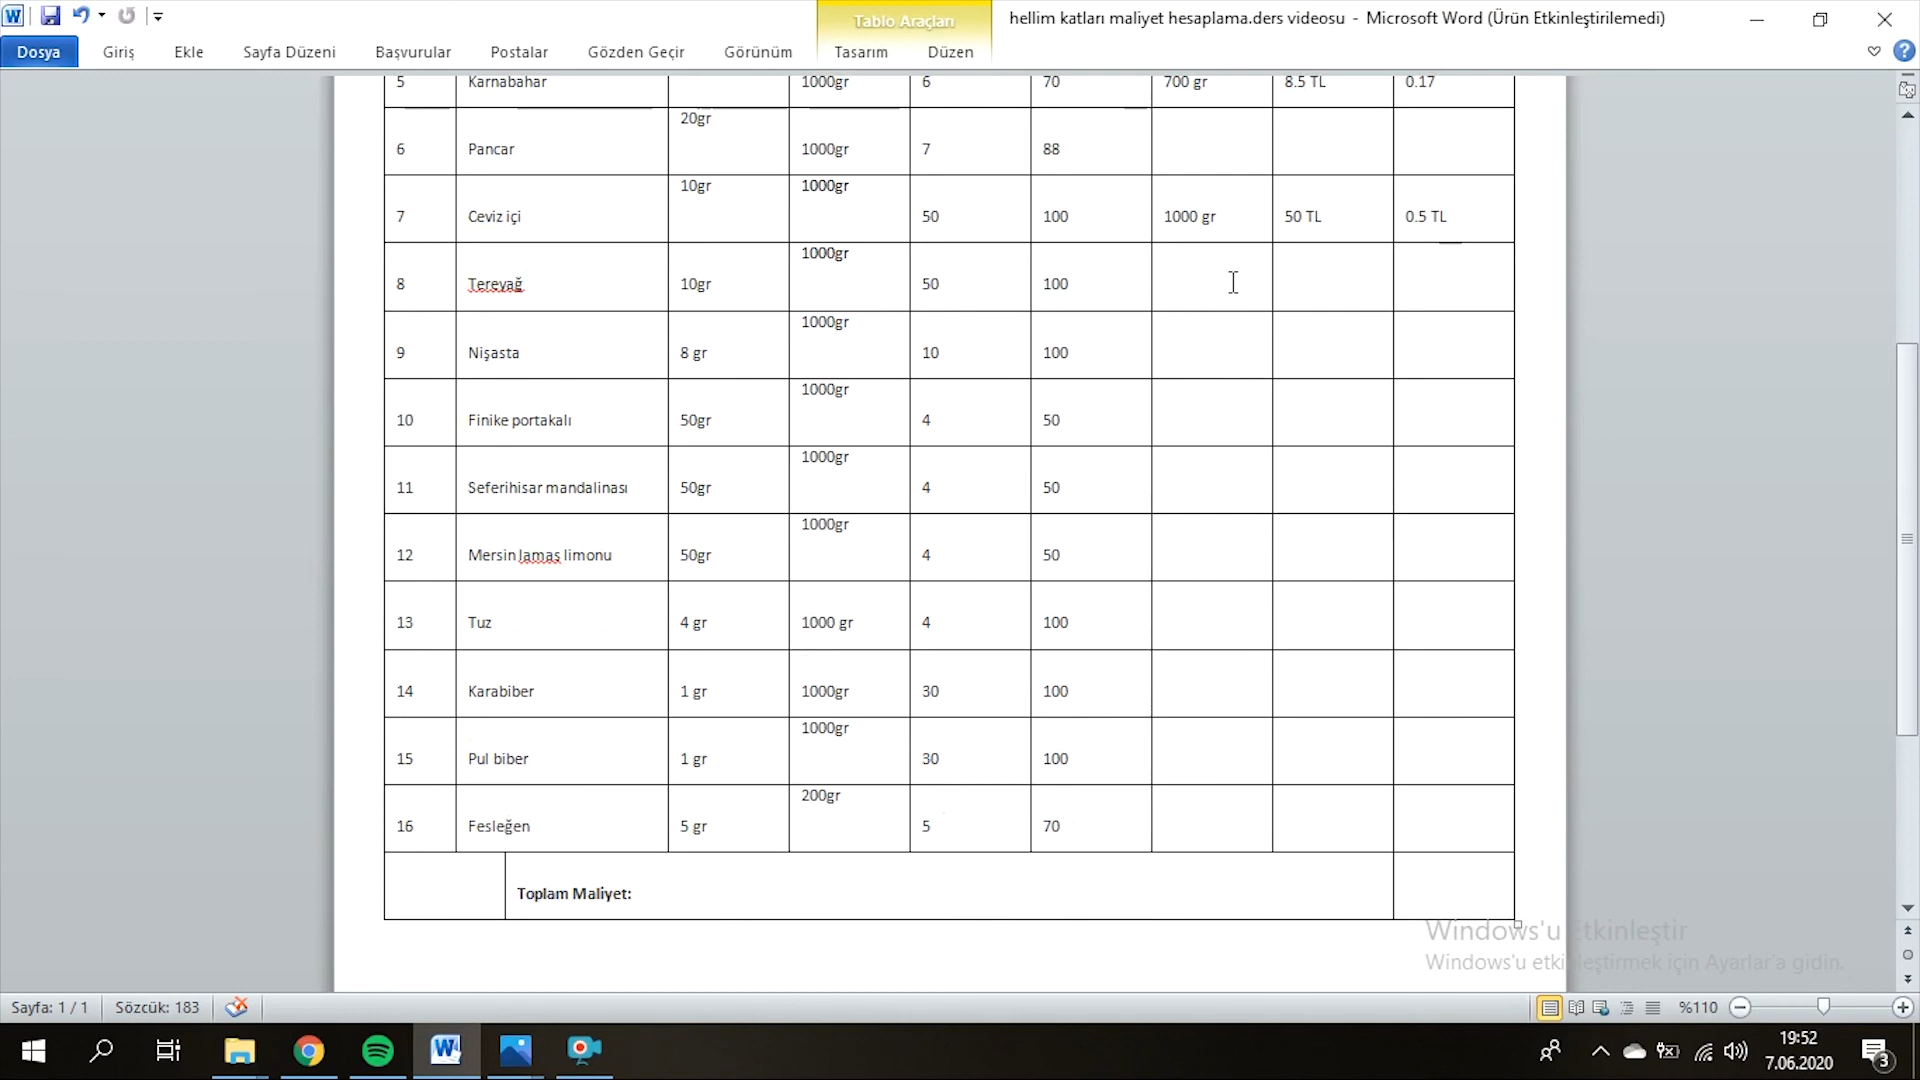 hellim katları maliyet hesaplama.ders videosu - Microsoft Word (Ürün Etkinleştirilemedi)
Tablo Araçları
Dosya Giriş Ekle Sayfa Düzeni Başvurular Postalar Gözden Geçir Görünüm Tasarım Düzen
5 Karnabahar 1000gr 6 70 700 gr 8.5 TL 0.17
6 Pancar 20gr 1000gr 7 88
7 Ceviz içi 10gr 1000gr 50 100 1000 gr 50 TL 0.5 TL
8 Tereyağ 10gr 1000gr 50 100
9 Nişasta 8 gr 1000gr 10 100
10 Finike portakalı 50gr 1000gr 4 50
11 Seferihisar mandalinası 50gr 1000gr 4 50
12 Mersin lamaş limonu 50gr 1000gr 4 50
13 Tuz 4 gr 1000 gr 4 100
14 Karabiber 1 gr 1000gr 30 100
15 Pul biber 1 gr 1000gr 30 100
16 Fesleğen 5 gr 200gr 5 70
Toplam Maliyet:
Windows'u Etkinleştir
Windows'u etkinleştirmek için Ayarlar'a gidin.
Sayfa: 1 / 1 Sözcük: 183 %110
19:52
7.06.2020
3